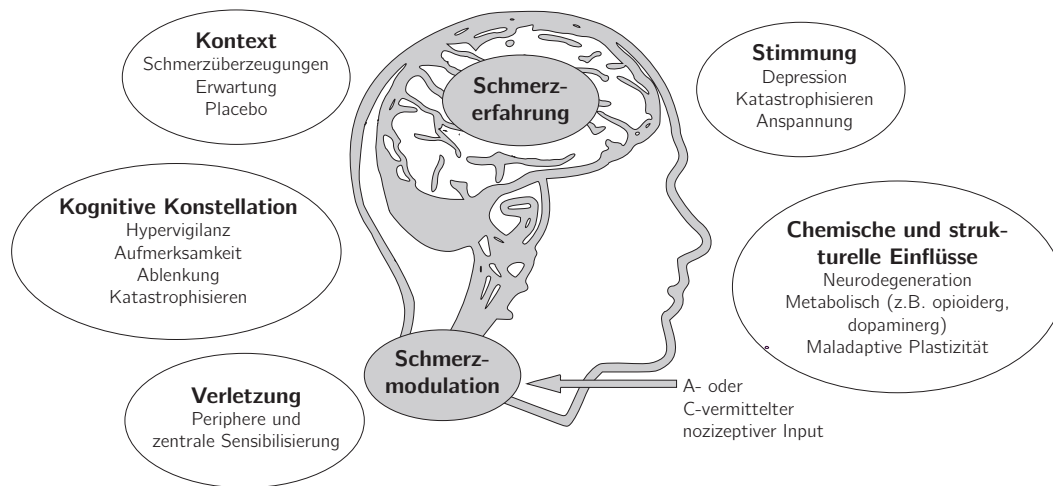 Kontext
Schmerzüberzeugungen
Erwartung
Placebo
Schmerz-
erfahrung
Stimmung
Depression
Katastrophisieren
Anspannung
Kognitive Konstellation
Hypervigilanz
Aufmerksamkeit
Ablenkung
Katastrophisieren
Chemische und struk-
turelle Einflüsse
Neurodegeneration
Metabolisch (z.B. opioiderg,
dopaminerg)
Maladaptive Plastizität
Verletzung
Periphere und
zentrale Sensibilisierung
Schmerz-
modulation
A- oder
C-vermittelter
nozizeptiver Input